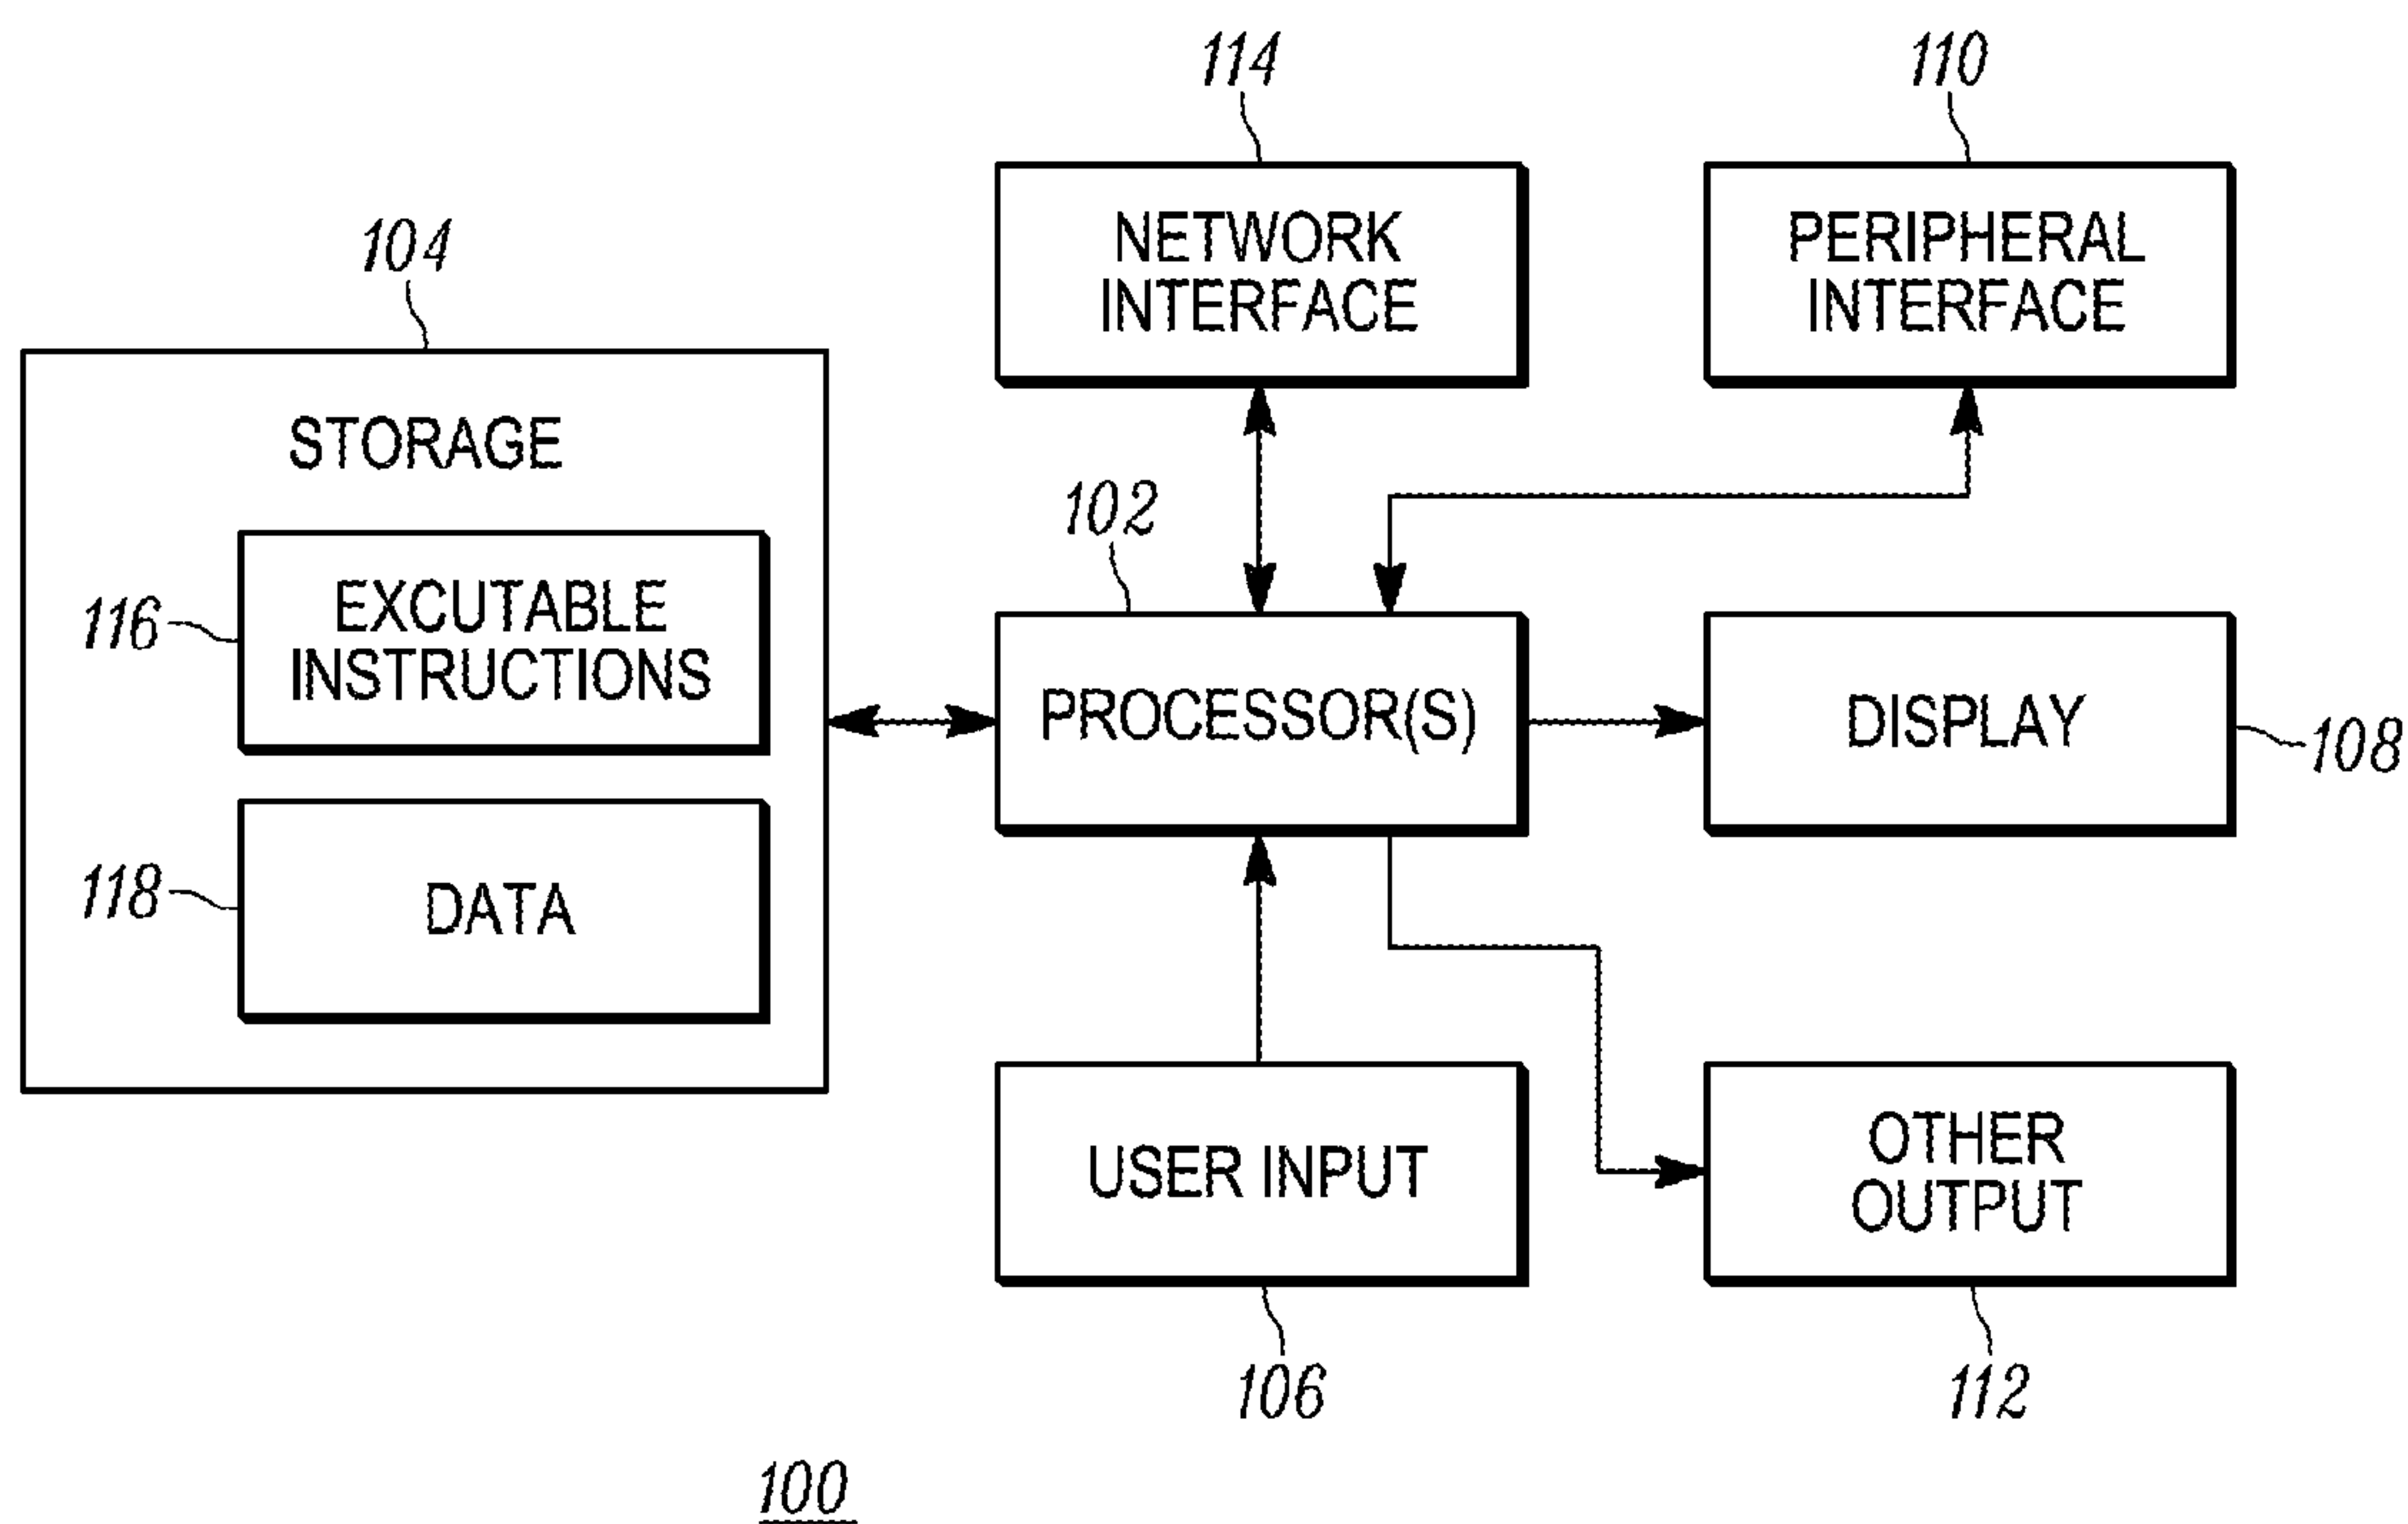 114
110
104
NETWORK
INTERFACE
PERIPHERAL
INTERFACE
STORAGE
102
116
EXCUTABLE
INSTRUCTIONS
PROCESSOR(S)
DISPLAY
108
118
DATA
USER INPUT
OTHER
OUTPUT
106
112
100